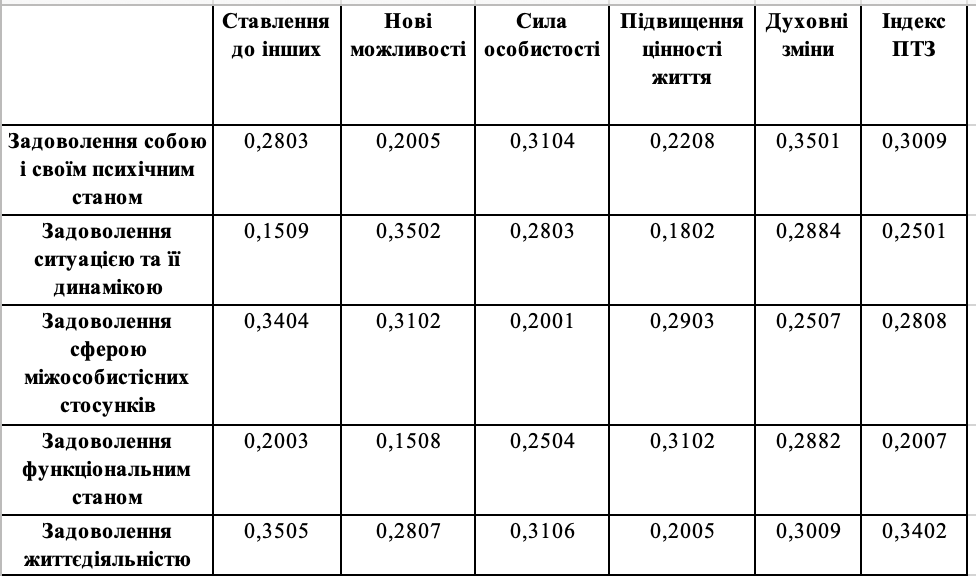 Ставлення до інших | Нові можливості | Сила особистості | Підвищення цінності життя | Духовні зміни | Індекс ПТЗ
Задоволення собою і своїм психічним станом | 0,2803 | 0,2005 | 0,3104 | 0,2208 | 0,3501 | 0,3009
Задоволення ситуацією та її динамікою | 0,1509 | 0,3502 | 0,2803 | 0,1802 | 0,2884 | 0,2501
Задоволення сферою міжособистісних стосунків | 0,3404 | 0,3102 | 0,2001 | 0,2903 | 0,2507 | 0,2808
Задоволення функціональним станом | 0,2003 | 0,1508 | 0,2504 | 0,3102 | 0,2882 | 0,2007
Задоволення життєдіяльністю | 0,3505 | 0,2807 | 0,3106 | 0,2005 | 0,3009 | 0,3402